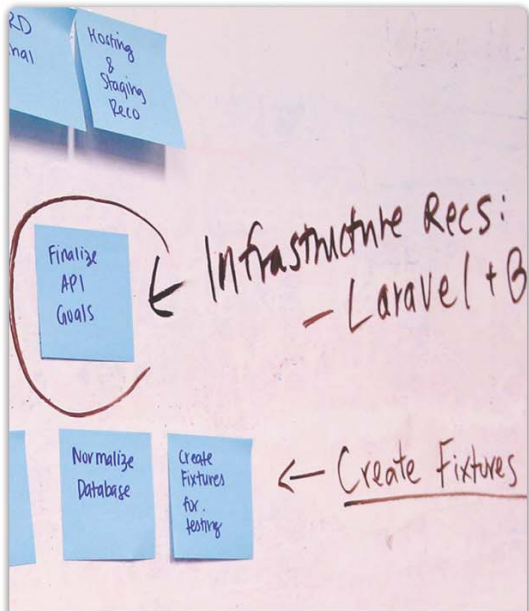 Hosting
&
Staging
Reco
Finalize
API
Goals
Infrastructure Recs:
- Laravel + B
Normalize
Database
Create
Fixtures
for.
testing
← Create Fixtures